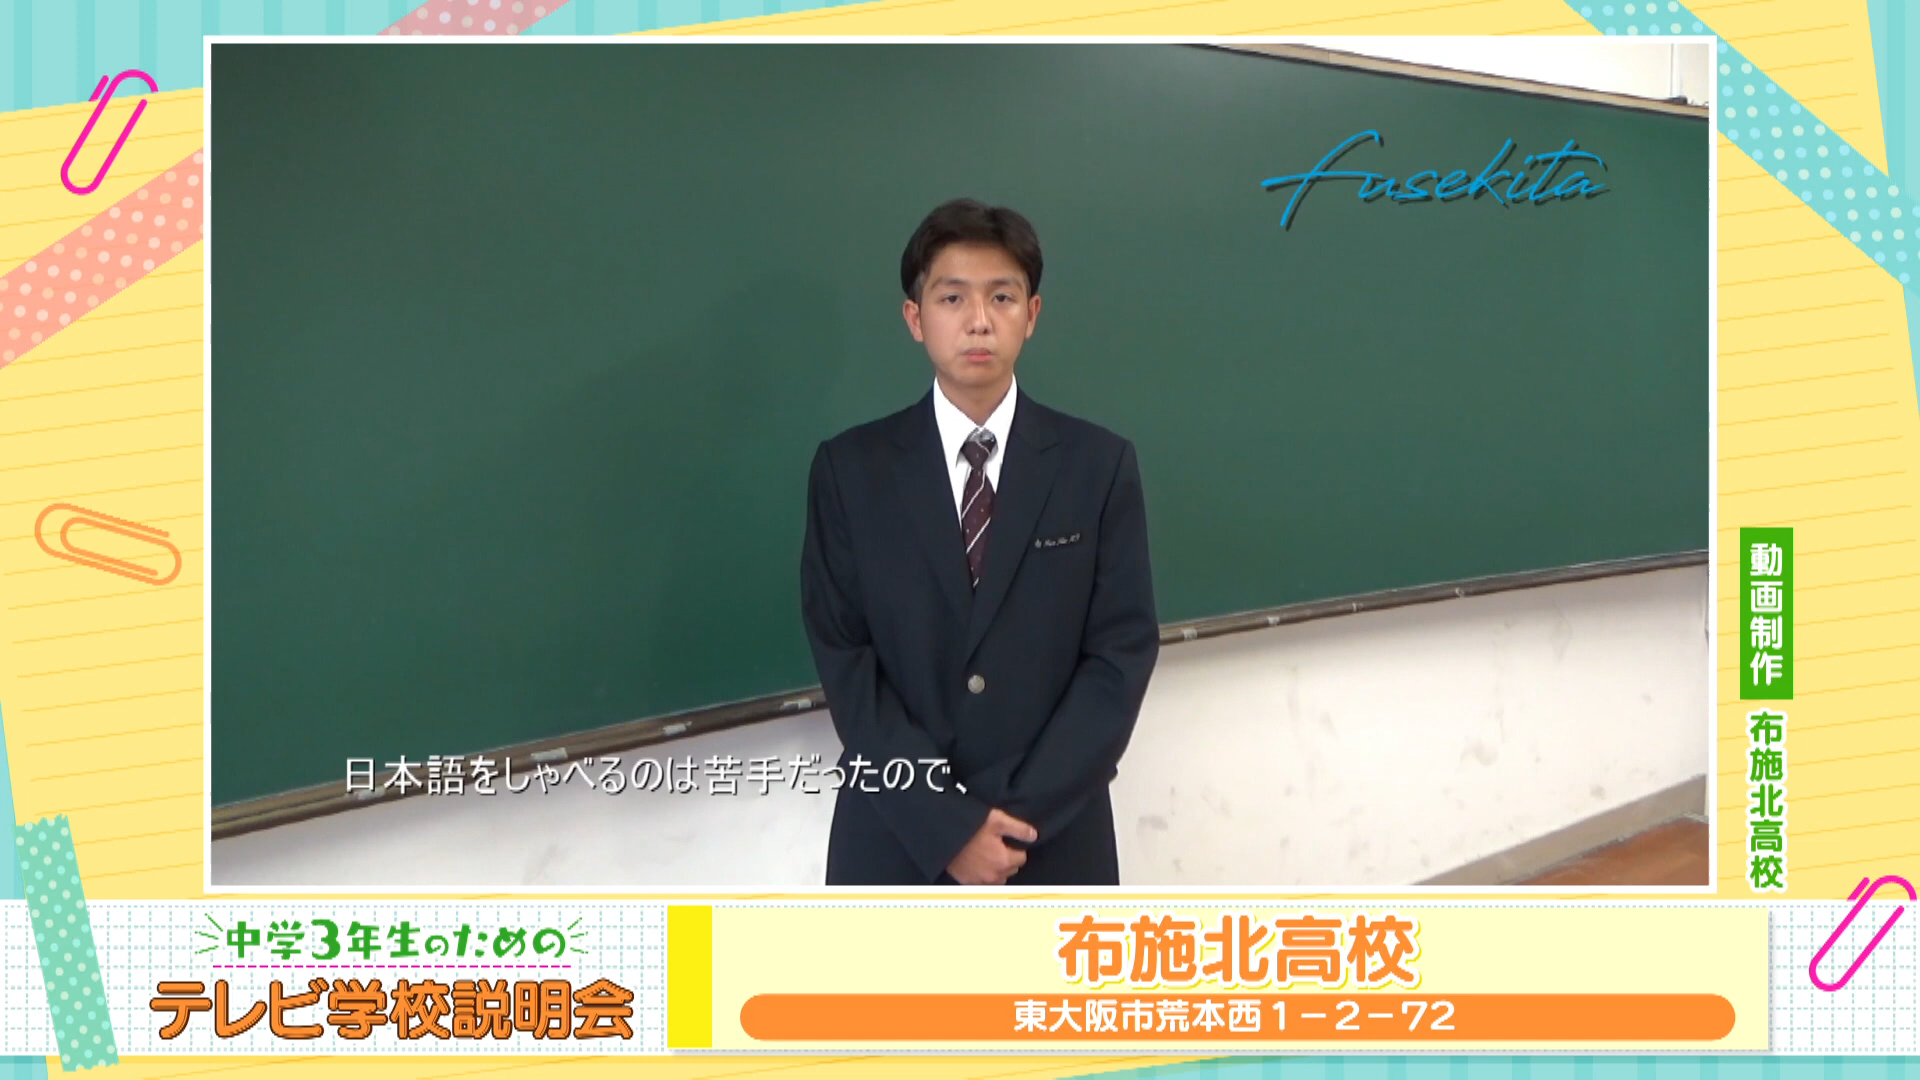 fusekita
日本語をしゃべるのは苦手だったので、
動画制作
布施北高校
中学3年生のための
テレビ学校説明会
布施北高校
東大阪市荒本西1-2-72